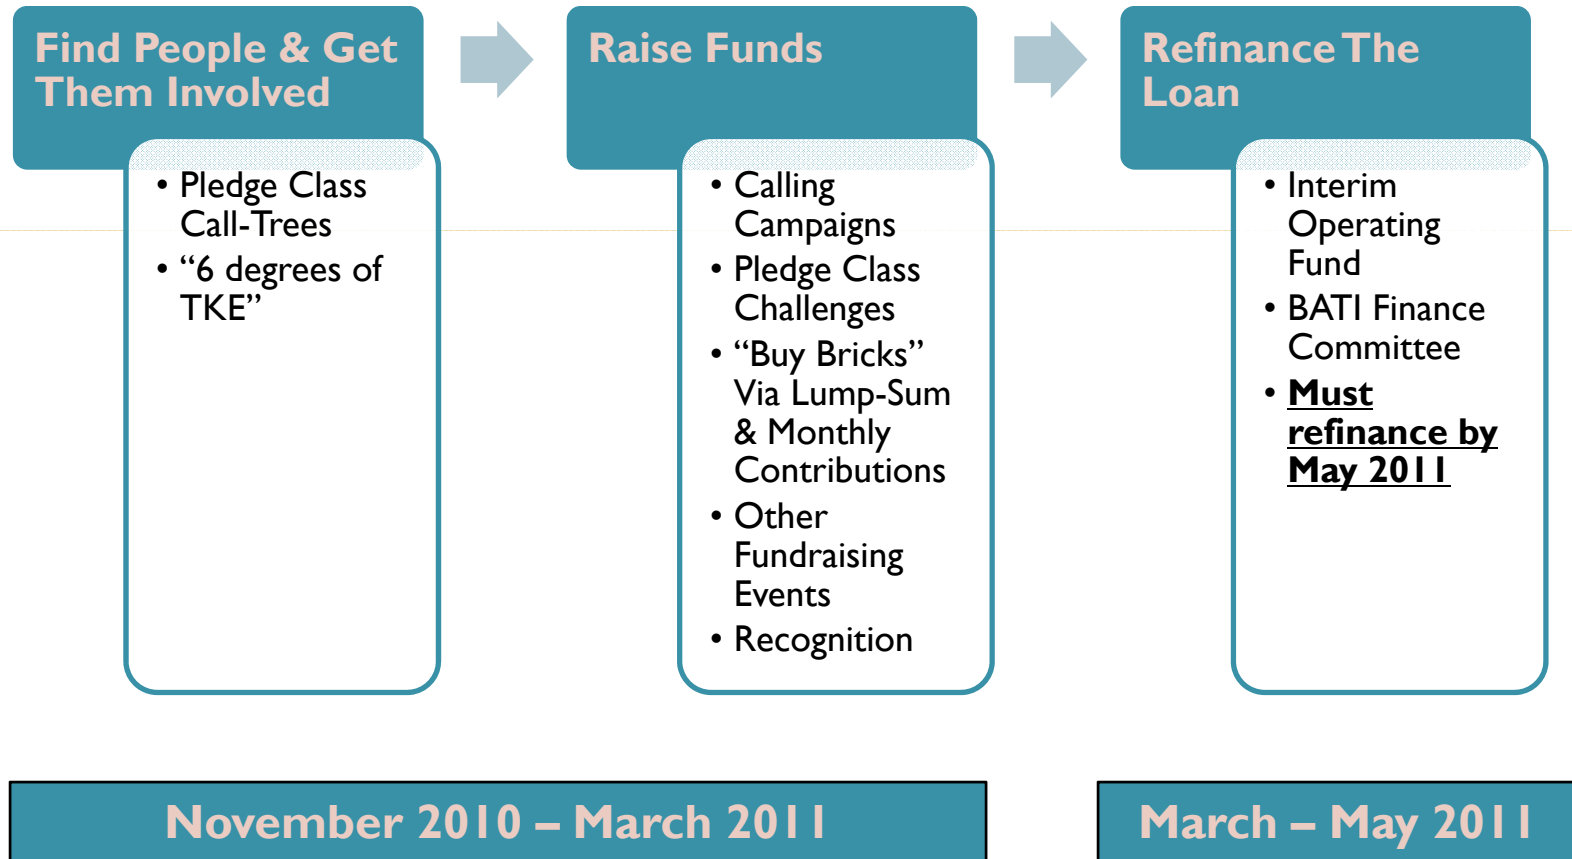 Find People & Get
Them Involved
• Pledge Class
Call-Trees
• “6 degrees of
TKE”
Raise Funds
• Calling
Campaigns
• Pledge Class
Challenges
• “Buy Bricks”
Via Lump-Sum
& Monthly
Contributions
• Other
Fundraising
Events
• Recognition
Refinance The
Loan
• Interim
Operating
Fund
• BATI Finance
Committee
• Must
refinance by
May 2011
November 2010 – March 2011
March – May 2011